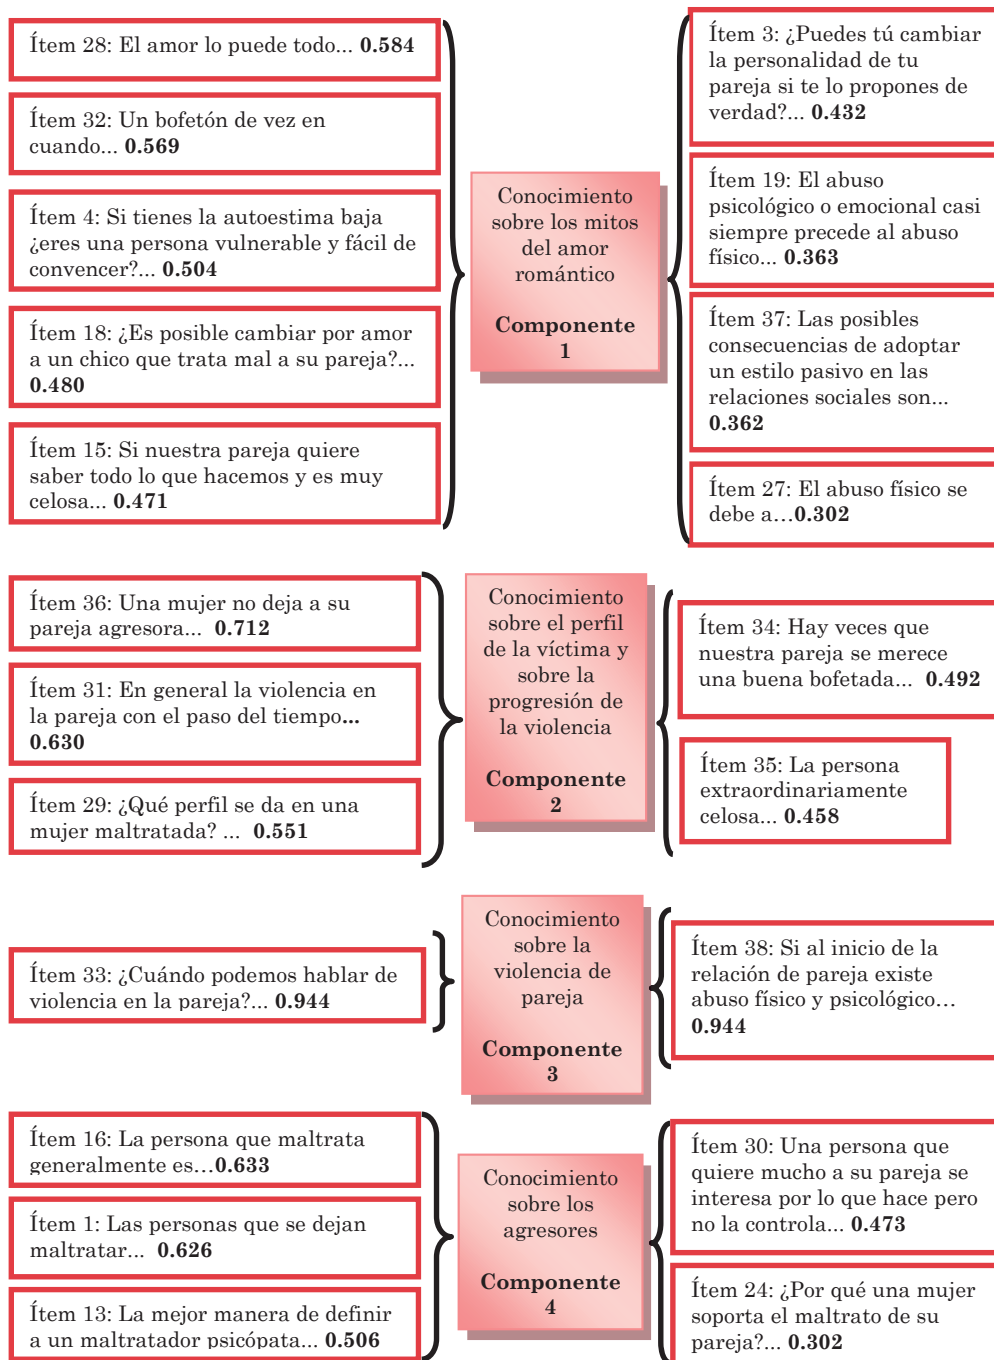 Ítem 28: El amor lo puede todo... 0.584
Ítem 32: Un bofetón de vez en
cuando... 0.569
Ítem 4: Si tienes la autoestima baja
¿eres una persona vulnerable y fácil de
convencer?... 0.504
Ítem 18: ¿Es posible cambiar por amor
a un chico que trata mal a su pareja?...
0.480
Ítem 15: Si nuestra pareja quiere
saber todo lo que hacemos y es muy
celosa... 0.471
Conocimiento
sobre los mitos
del amor
romántico
Componente
1
Ítem 3: ¿Puedes tú cambiar
la personalidad de tu
pareja si te lo propones de
verdad?... 0.432
Ítem 19: El abuso
psicológico o emocional casi
siempre precede al abuso
físico... 0.363
Ítem 37: Las posibles
consecuencias de adoptar
un estilo pasivo en las
relaciones sociales son...
0.362
Ítem 27: El abuso físico se
debe a...0.302
Ítem 36: Una mujer no deja a su
pareja agresora... 0.712
Ítem 31: En general la violencia en
la pareja con el paso del tiempo...
0.630
Ítem 29: ¿Qué perfil se da en una
mujer maltratada? ... 0.551
Conocimiento
sobre el perfil
de la víctima y
sobre la
progresión de
la violencia
Componente
2
Ítem 34: Hay veces que
nuestra pareja se merece
una buena bofetada... 0.492
Ítem 35: La persona
extraordinariamente
celosa... 0.458
Ítem 33: ¿Cuándo podemos hablar de
violencia en la pareja?... 0.944
Conocimiento
sobre la
violencia de
pareja
Componente
3
Ítem 38: Si al inicio de la
relación de pareja existe
abuso físico y psicológico...
0.944
Ítem 16: La persona que maltrata
generalmente es...0.633
Ítem 1: Las personas que se dejan
maltratar... 0.626
Ítem 13: La mejor manera de definir
a un maltratador psicópata... 0.506
Conocimiento
sobre los
agresores
Componente
4
Ítem 30: Una persona que
quiere mucho a su pareja se
interesa por lo que hace pero
no la controla... 0.473
Ítem 24: ¿Por qué una mujer
soporta el maltrato de su
pareja?... 0.302